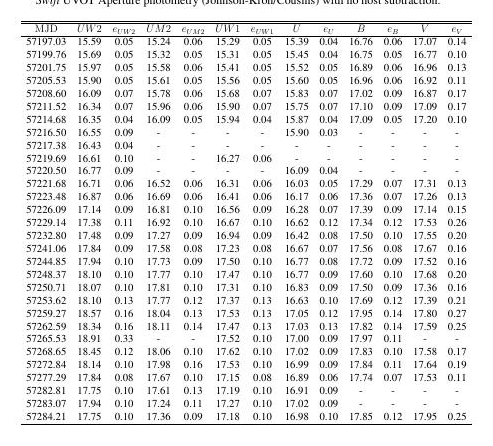 Swift UVOT Aperture photometry (Johnson-Kron/Cousins) with no host subtraction.
MJD UW2 eUW2 UM2 eUM2 UW1 eUW1 U eU B eB V eV
57197.03 15.59 0.05 15.24 0.06 15.29 0.05 15.39 0.04 16.76 0.06 17.07 0.14
57199.76 15.69 0.05 15.32 0.05 15.31 0.05 15.45 0.04 16.75 0.05 16.77 0.10
57201.75 15.97 0.05 15.58 0.06 15.41 0.05 15.52 0.05 16.89 0.06 16.96 0.13
57205.53 15.90 0.05 15.61 0.05 15.56 0.05 15.60 0.05 16.96 0.06 16.92 0.11
57208.60 16.09 0.07 15.78 0.06 15.68 0.07 15.83 0.07 17.02 0.09 16.87 0.17
57211.52 16.34 0.07 15.96 0.06 15.90 0.07 15.75 0.07 17.10 0.09 17.09 0.17
57214.68 16.35 0.04 16.09 0.05 15.94 0.04 15.87 0.04 17.09 0.05 17.20 0.10
57216.50 16.55 0.09 - - - - 15.90 0.03 - - - -
57217.38 16.43 0.04 - - - - - - - - -
57219.69 16.61 0.10 - - 16.27 0.06 - - - - -
57220.50 16.77 0.09 - - - - 16.09 0.04 - - - -
57221.68 16.71 0.06 16.52 0.06 16.31 0.06 16.03 0.05 17.29 0.07 17.31 0.13
57223.48 16.87 0.06 16.69 0.06 16.41 0.06 16.17 0.06 17.36 0.07 17.26 0.13
57226.09 17.14 0.09 16.81 0.10 16.56 0.09 16.28 0.07 17.39 0.09 17.14 0.15
57229.14 17.38 0.11 16.92 0.10 16.67 0.10 16.62 0.12 17.34 0.12 17.53 0.26
57232.80 17.48 0.09 17.27 0.09 16.94 0.09 16.42 0.08 17.50 0.10 17.55 0.20
57241.06 17.84 0.09 17.58 0.08 17.23 0.08 16.67 0.07 17.56 0.08 17.67 0.16
57244.85 17.94 0.10 17.73 0.09 17.50 0.10 16.77 0.08 17.72 0.09 17.52 0.16
57248.37 18.10 0.10 17.77 0.10 17.47 0.10 16.77 0.09 17.60 0.10 17.68 0.20
57250.71 18.07 0.10 17.81 0.10 17.31 0.10 16.83 0.09 17.50 0.09 17.36 0.16
57253.62 18.10 0.13 17.77 0.12 17.37 0.13 16.63 0.10 17.69 0.12 17.39 0.21
57259.27 18.57 0.16 18.04 0.13 17.53 0.13 17.05 0.12 17.95 0.14 17.80 0.27
57262.59 18.34 0.16 18.11 0.14 17.47 0.13 17.03 0.13 17.82 0.14 17.59 0.25
57265.53 18.91 0.33 - - 17.52 0.10 17.00 0.09 17.97 0.11 - -
57268.65 18.45 0.12 18.06 0.10 17.62 0.10 17.02 0.09 17.83 0.10 17.58 0.17
57272.84 18.14 0.10 17.98 0.16 17.53 0.10 16.99 0.09 17.84 0.11 17.64 0.19
57277.29 17.84 0.08 17.67 0.10 17.15 0.08 16.89 0.06 17.74 0.07 17.53 0.11
57282.81 17.75 0.10 17.61 0.13 17.19 0.10 16.91 0.09 - - - -
57283.07 17.94 0.10 17.24 0.11 17.27 0.10 17.02 0.09 - - - -
57284.21 17.75 0.10 17.36 0.09 17.18 0.10 16.98 0.10 17.85 0.12 17.95 0.25